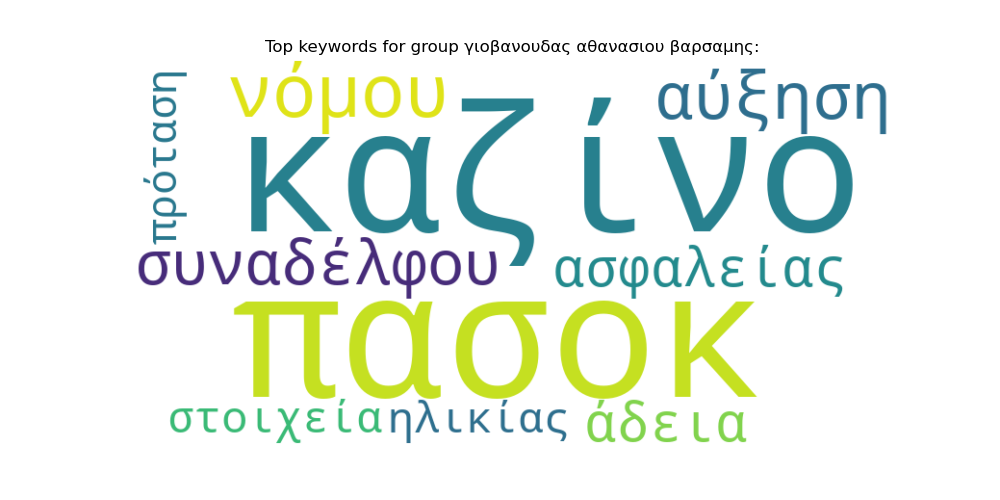 Top keywords for group γιοβανουδας αθανασιου βαρσαμης:
πρόταση
νόμου
αύξηση
καζίνο
συναδέλφου
ασφαλείας
πασοκ
στοιχεία
ηλικίας
άδεια